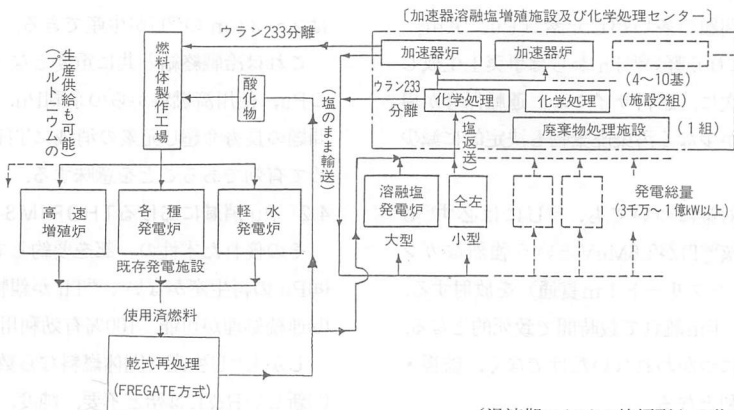 〔加速器溶融塩増殖施設及び化学処理センター〕
ウラン233分離
加速器炉
加速器炉
(4〜10基)
ウラン233
分離
化学処理
化学処理
(施設2組)
廃棄物処理施設
(1組)
生産供給も可能
(プルトニウムの
燃料体製作工場
酸化物
(塩のまま輸送)
(塩返送)
高速
増殖炉
各種
発電炉
軽水
発電炉
既存発電施設
溶融塩
発電炉
大型
仝左
小型
発電総量
(3千万〜1億kW以上)
使用済燃料
乾式再処理
(FREGATE方式)